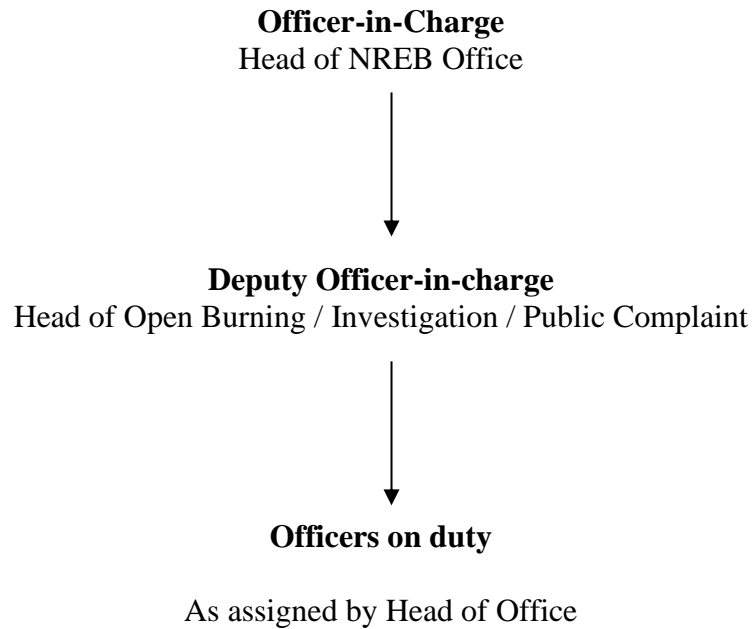 Officer-in-Charge
Head of NREB Office
Deputy Officer-in-charge
Head of Open Burning / Investigation / Public Complaint
Officers on duty
As assigned by Head of Office